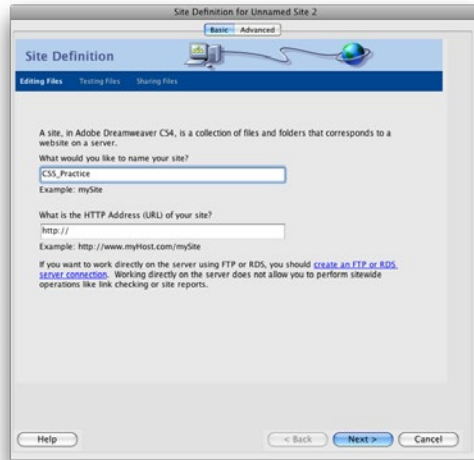 Site Definition for Unnamed Site 2
Basic Advanced
Site Definition
Editing Files Testing Files Sharing Files
A site, in Adobe Dreamweaver CS4, is a collection of files and folders that corresponds to a
website on a server.
What would you like to name your site?
CSS_Practice
Example: mySite
What is the HTTP Address (URL) of your site?
http://
Example: http://www.myHost.com/mySite
If you want to work directly on the server using FTP or RDS, you should create an FTP or RDS
server connection. Working directly on the server does not allow you to perform sitewide
operations like link checking or site reports.
Help < Back Next > Cancel